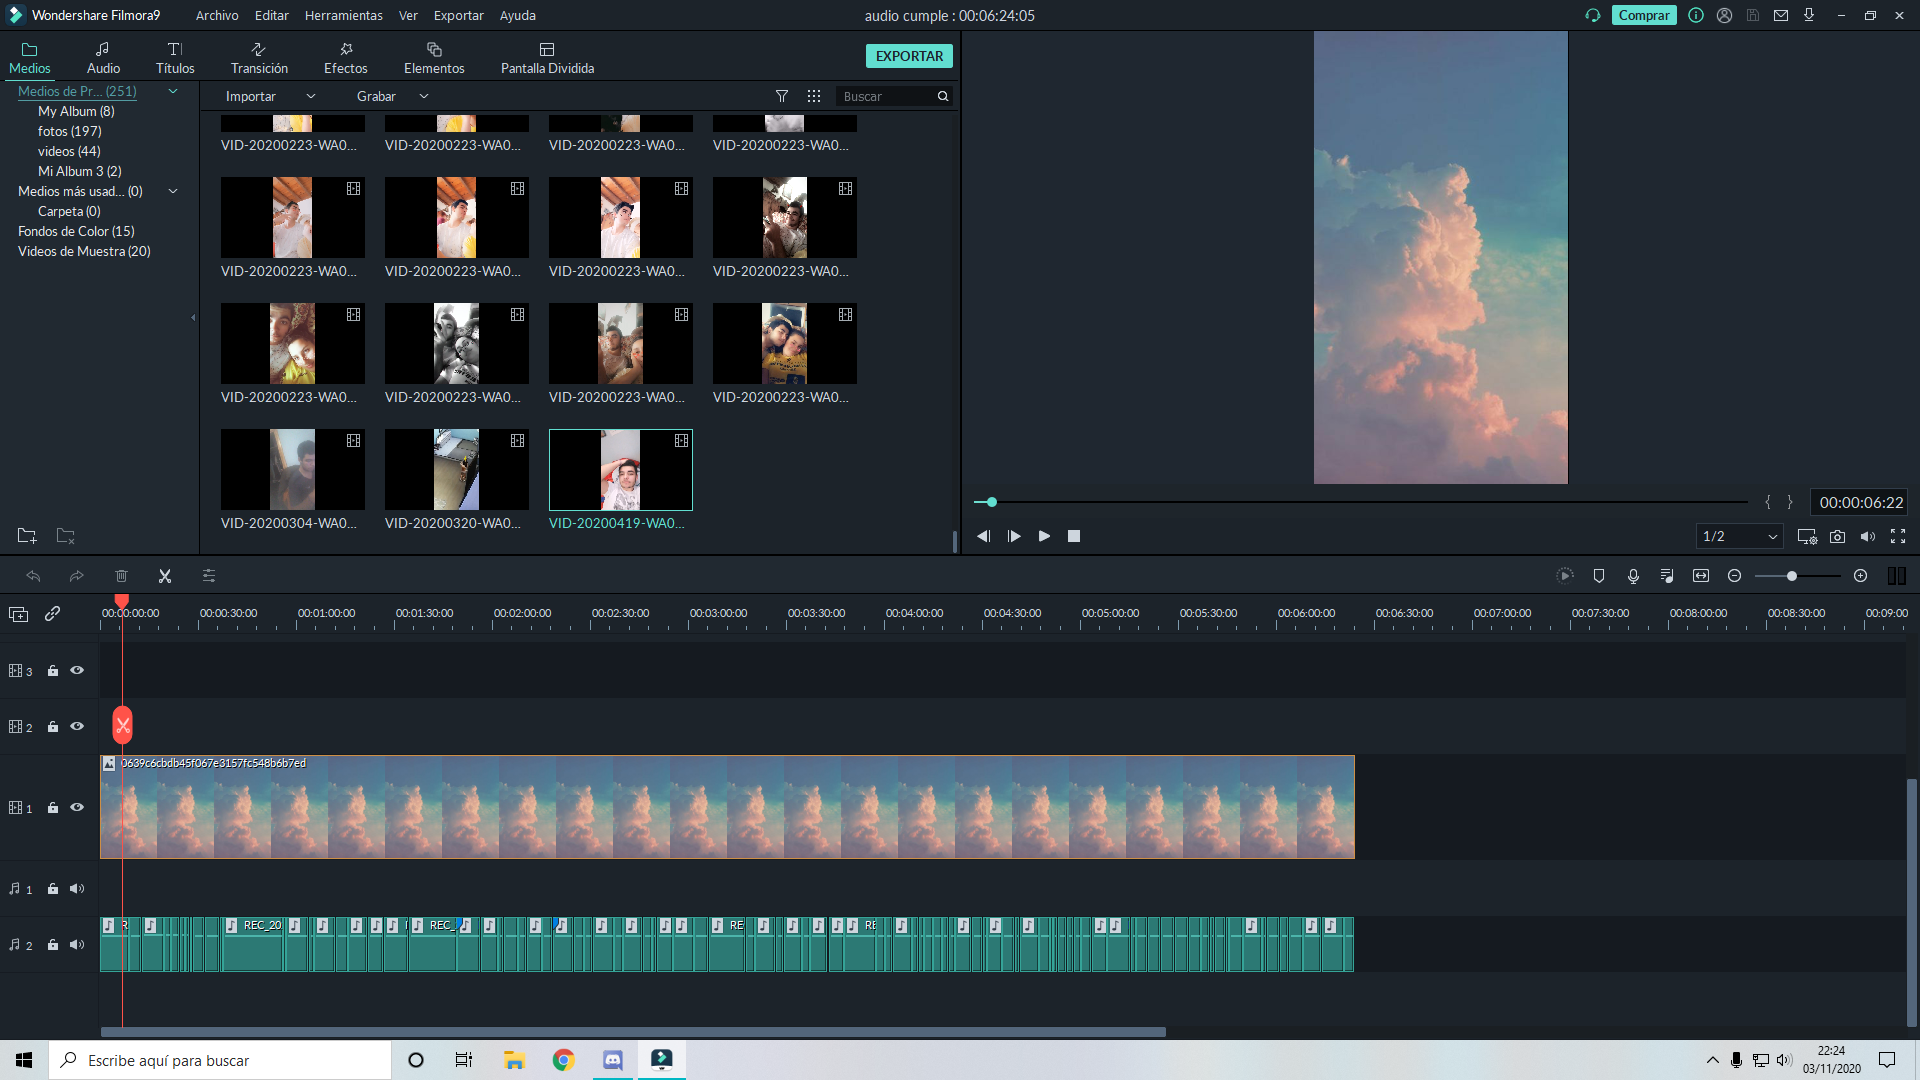 Wondershare Filmora9
Archivo Editar Herramientas Ver Exportar Ayuda
audio cumple : 00:06:24:05
Comprar
Medios Audio Títulos Transición Efectos Elementos Pantalla Dividida
EXPORTAR
Medios de Pr... (251)
My Album (8)
fotos (197)
videos (44)
Mi Album 3 (2)
Medios más usad... (0)
Carpeta (0)
Fondos de Color (15)
Videos de Muestra (20)
Importar Grabar Buscar
VID-20200223-WA0... VID-20200223-WA0... VID-20200223-WA0... VID-20200223-WA0...
VID-20200223-WA0... VID-20200223-WA0... VID-20200223-WA0... VID-20200223-WA0...
VID-20200223-WA0... VID-20200223-WA0... VID-20200223-WA0... VID-20200223-WA0...
VID-20200304-WA0... VID-20200320-WA0... VID-20200419-WA0...
{ } 00:00:06:22
1/2
00:00:00:00 00:00:30:00 00:01:00:00 00:01:30:00 00:02:00:00 00:02:30:00 00:03:00:00 00:03:30:00 00:04:00:00 00:04:30:00 00:05:00:00 00:05:30:00 00:06:00:00 00:06:30:00 00:07:00:00 00:07:30:00 00:08:00:00 00:08:30:00 00:09:00
3
2
0639c6cbdb45f067e3157fc548b6b7ed
1
1
R REC_20 REC_ RE RE
2
Escribe aquí para buscar
22:24
03/11/2020